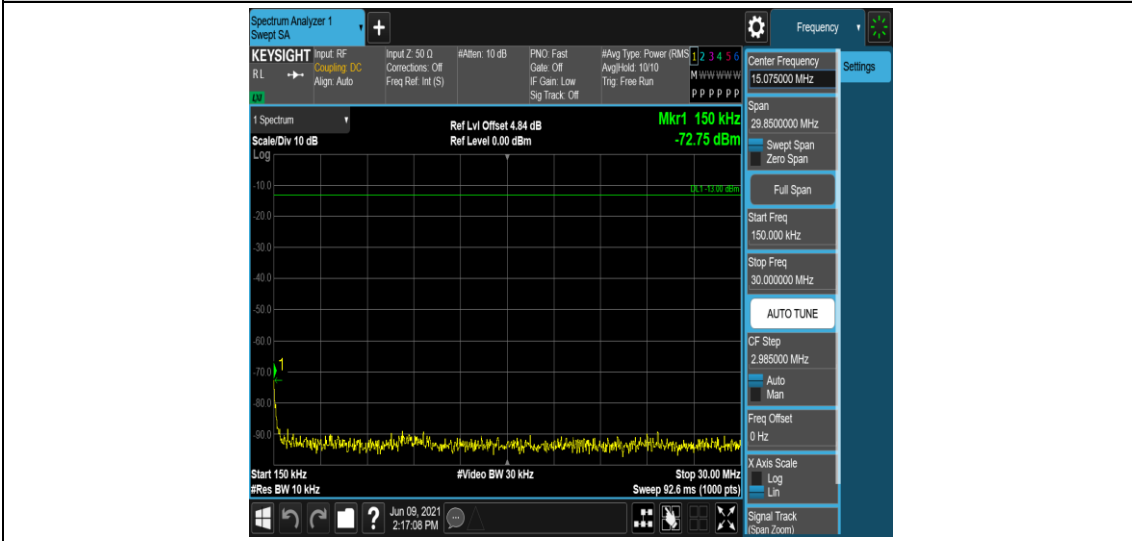 Spectrum Analyzer 1
Swept SA
+
Frequency
KEYSIGHT
Input: RF
Input Z: 50 Ω
#Atten: 10 dB
PNO: Fast
#Avg Type: Power (RMS
1 2 3 4 5 6
RL
Coupling: DC
Corrections: Off
Gate: Off
Avg|Hold: 10/10
M W W W W W
Align: Auto
Freq Ref: Int (S)
IF Gain: Low
Trig: Free Run
P P P P P P
Sig Track: Off
1 Spectrum
Ref Lvl Offset 4.84 dB
Mkr1 150 kHz
Scale/Div 10 dB
Ref Level 0.00 dBm
-72.75 dBm
Log
DL1 -13.00 dBm
-10.0
-20.0
-30.0
-40.0
-50.0
-60.0
1
-70.0
-80.0
-90.0
Start 150 kHz
#Video BW 30 kHz
Stop 30.00 MHz
#Res BW 10 kHz
Sweep 92.6 ms (1000 pts)
?
Jun 09, 2021
2:17:08 PM
Center Frequency
15.075000 MHz
Settings
Span
29.8500000 MHz
Swept Span
Zero Span
Full Span
Start Freq
150.000 kHz
Stop Freq
30.000000 MHz
AUTO TUNE
CF Step
2.985000 MHz
Auto
Man
Freq Offset
0 Hz
X Axis Scale
Log
Lin
Signal Track
(Span Zoom)